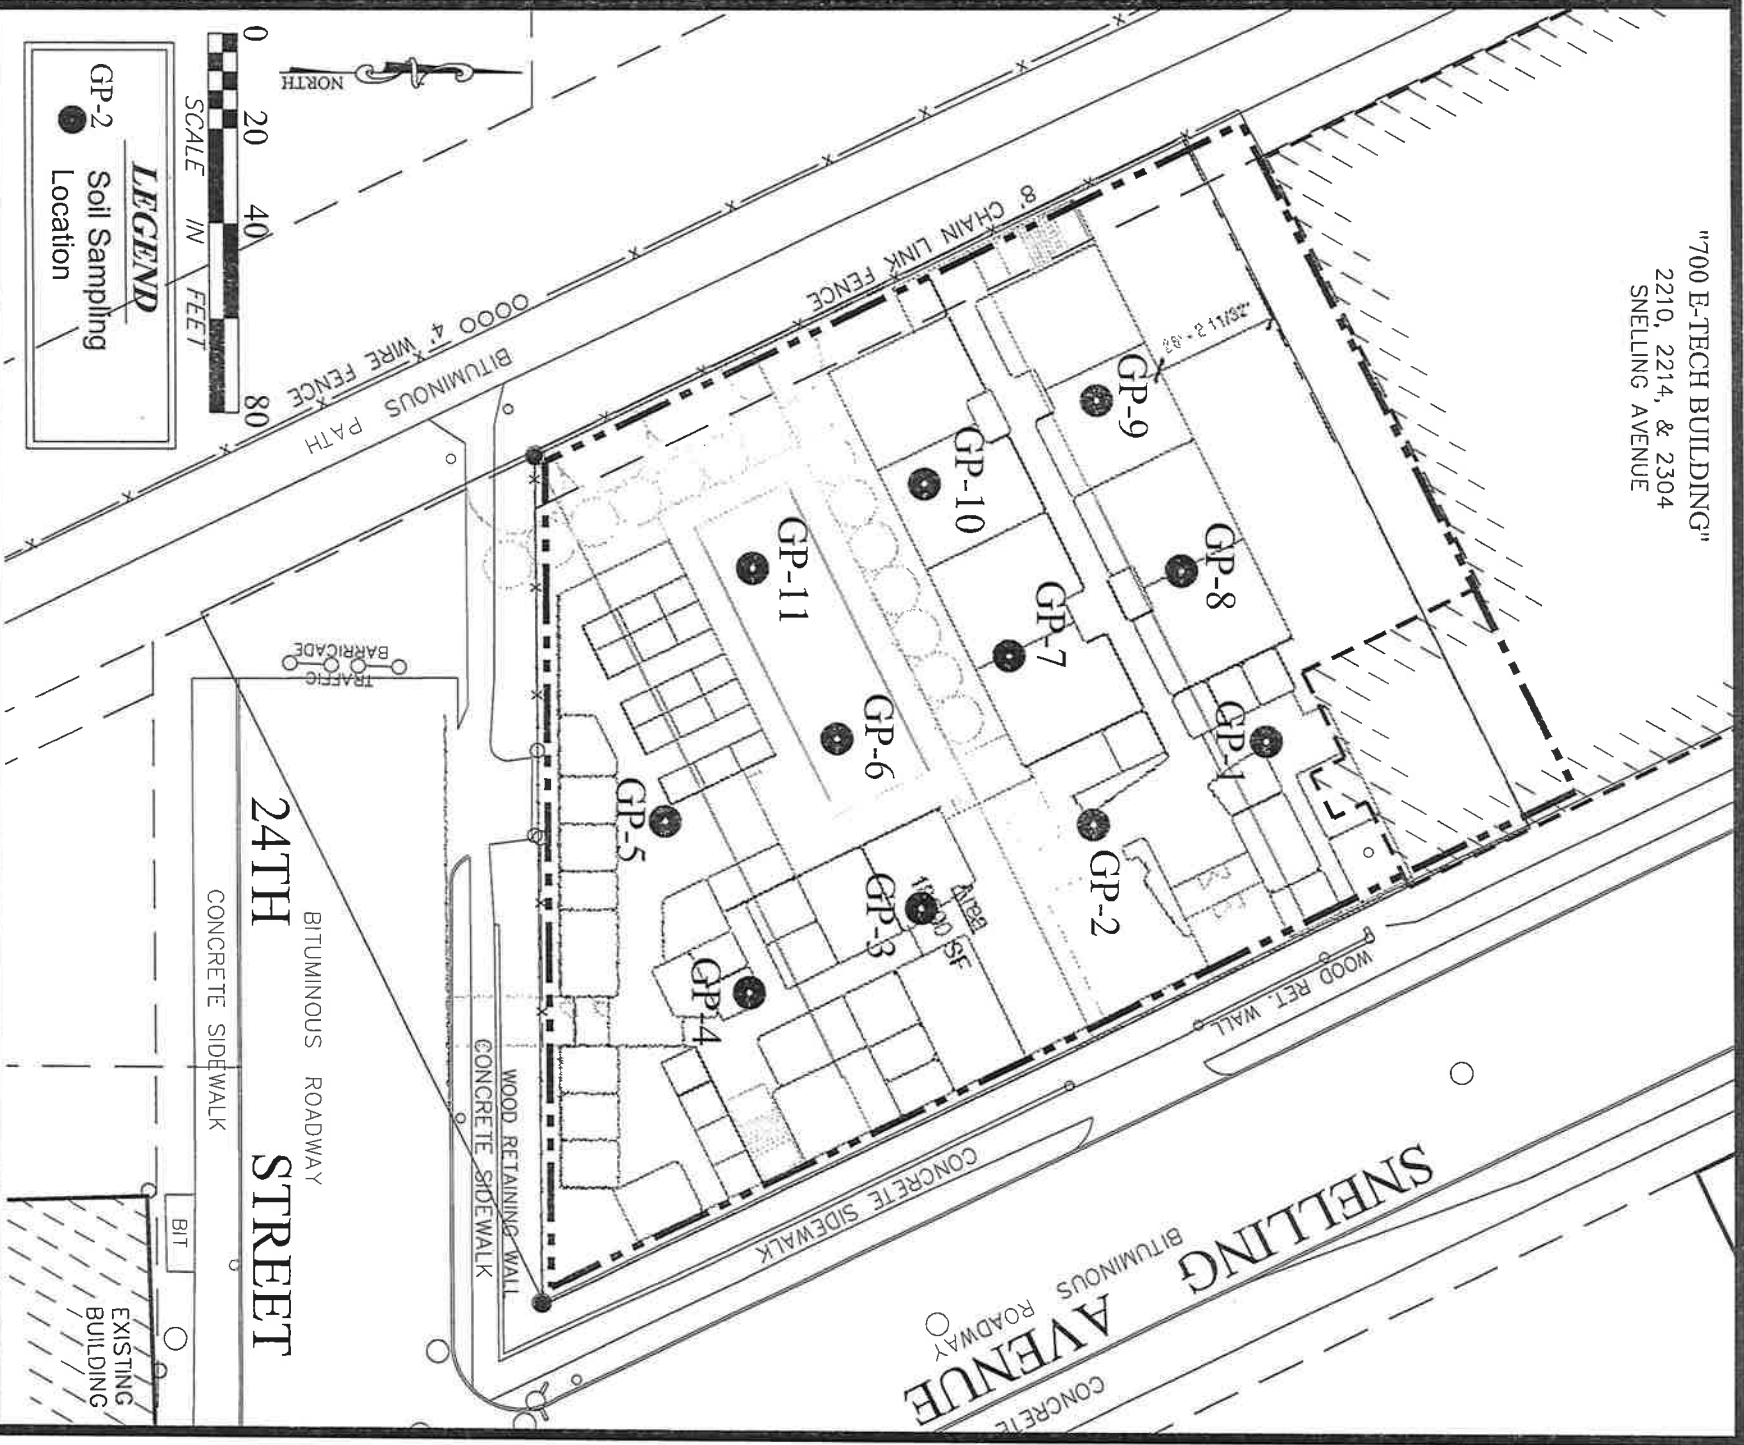 "700 E-TECH BUILDING"
2210, 2214, & 2304
SNELLING AVENUE
0 20 40 80
SCALE IN FEET
NORTH
LEGEND
GP-2 Soil Sampling
Location
8' CHAIN LINK FENCE
4' WIRE FENCE
BITUMINOUS PATH
28' - 2 11/32"
GP-9
GP-10
GP-8
GP-11
GP-7
GP-6
GP-1
GP-5
GP-2
GP-3
GP-4
Area
SF
TRAFFIC
BARRICADE
WOOD RET. WALL
CONCRETE SIDEWALK
SNELLING AVENUE
BITUMINOUS ROADWAY
CONCRETE
WOOD RETAINING WALL
CONCRETE SIDEWALK
BITUMINOUS ROADWAY
24TH STREET
CONCRETE SIDEWALK
BIT
EXISTING
BUILDING